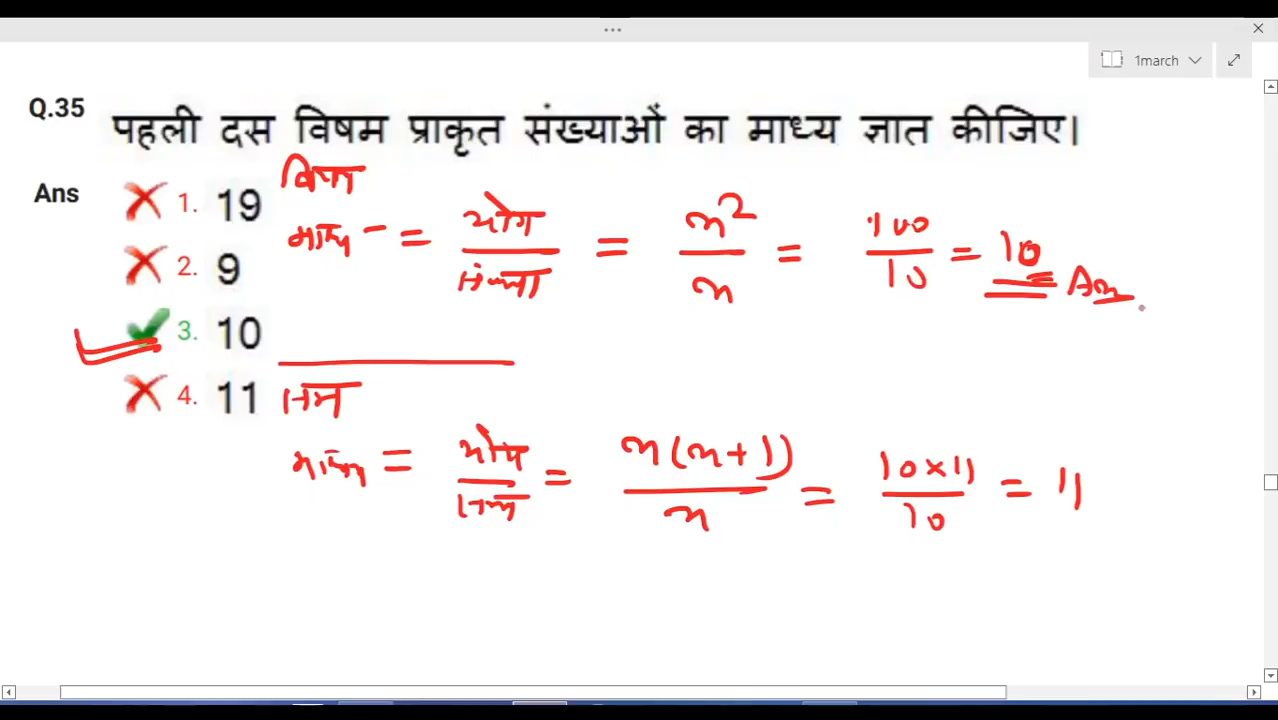 1march
Q.35 पहली दस विषम प्राकृत संख्याओं का माध्य ज्ञात कीजिए।
विषम
Ans 1. 19
माध्य = योग / संख्या = n² / n = 100 / 10 = 10 Ans
2. 9
3. 10
4. 11
सम
माध्य = योग / सम = n(n+1) / n = 10×11 / 10 = 11